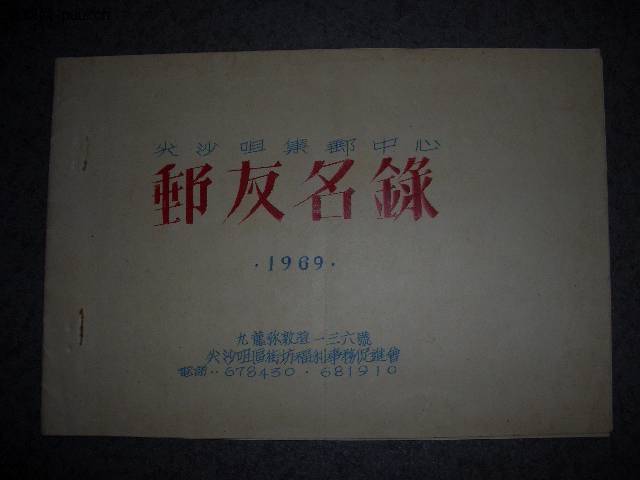 尖沙咀集郵中心
郵友名錄
·1969·
九龍弥敦道一三六號
尖沙咀區街坊福利事務促進會
電話··678430·681910